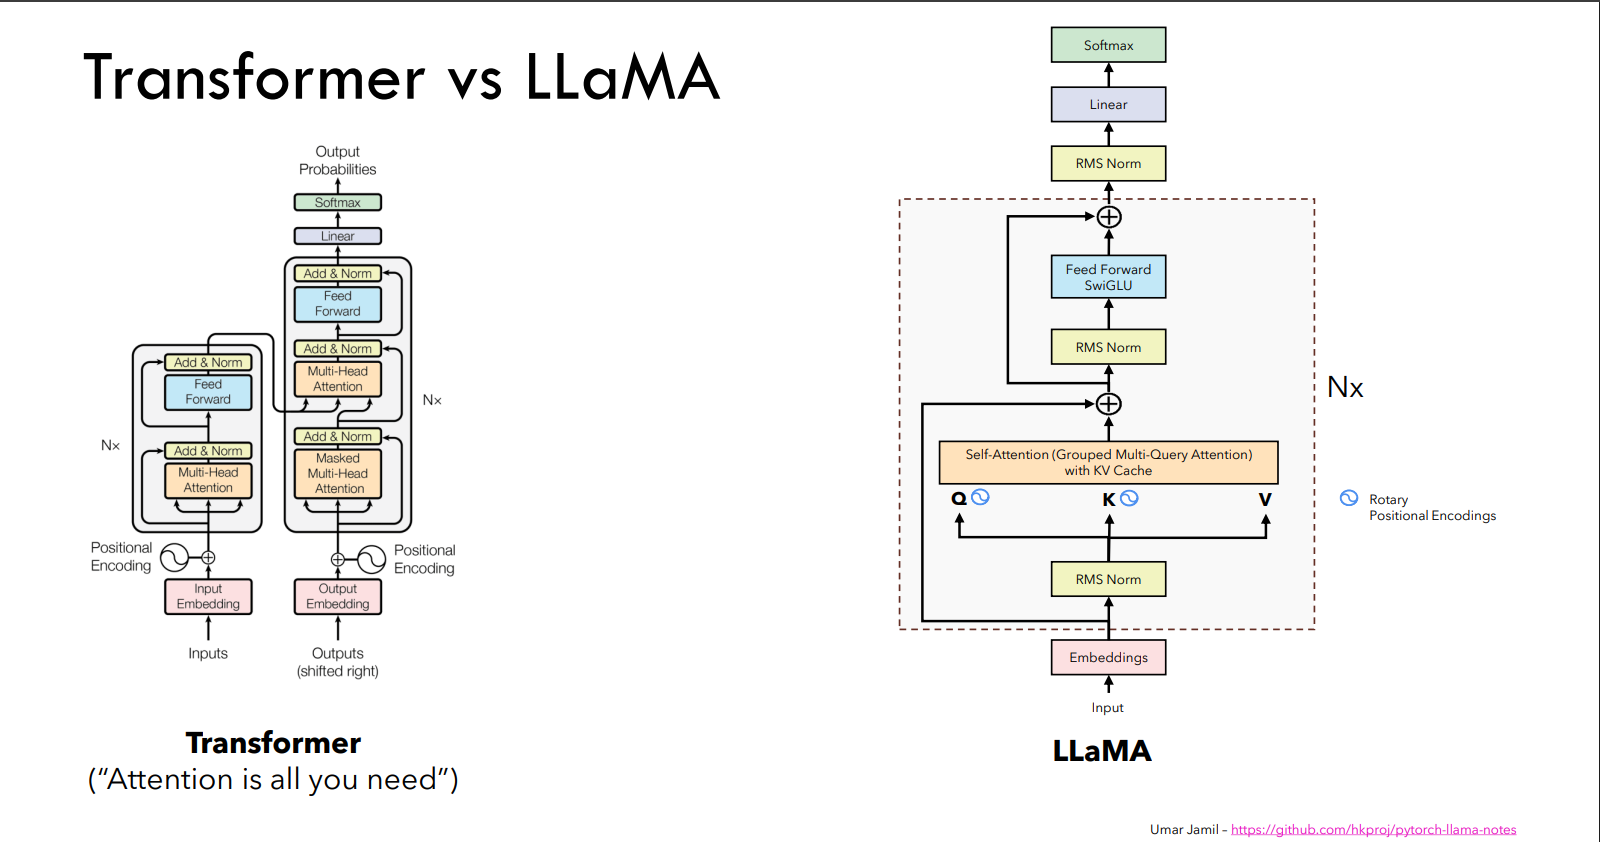 Transformer vs LLaMA
Output
Probabilities
Softmax
Linear
Add & Norm
Feed
Forward
Add & Norm
Multi-Head
Attention
Add & Norm
Masked
Multi-Head
Attention
Nx
Positional
Encoding
Output
Embedding
Outputs
(shifted right)
Add & Norm
Feed
Forward
Add & Norm
Multi-Head
Attention
Nx
Positional
Encoding
Input
Embedding
Inputs
Transformer
(“Attention is all you need”)
Softmax
Linear
RMS Norm
Feed Forward
SwiGLU
RMS Norm
Nx
Self-Attention (Grouped Multi-Query Attention)
with KV Cache
Q
K
V
Rotary
Positional Encodings
RMS Norm
Embeddings
Input
LLaMA
Umar Jamil – https://github.com/hkproj/pytorch-llama-notes